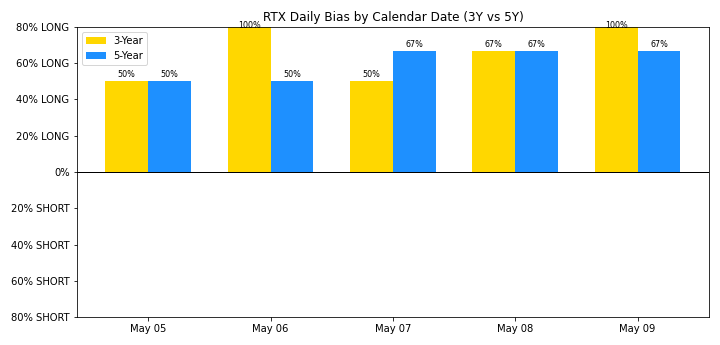 RTX Daily Bias by Calendar Date (3Y vs 5Y)
80% LONG
60% LONG
40% LONG
20% LONG
0%
20% SHORT
40% SHORT
60% SHORT
80% SHORT
3-Year
5-Year
50%
50%
100%
50%
50%
67%
67%
67%
100%
67%
May 05
May 06
May 07
May 08
May 09